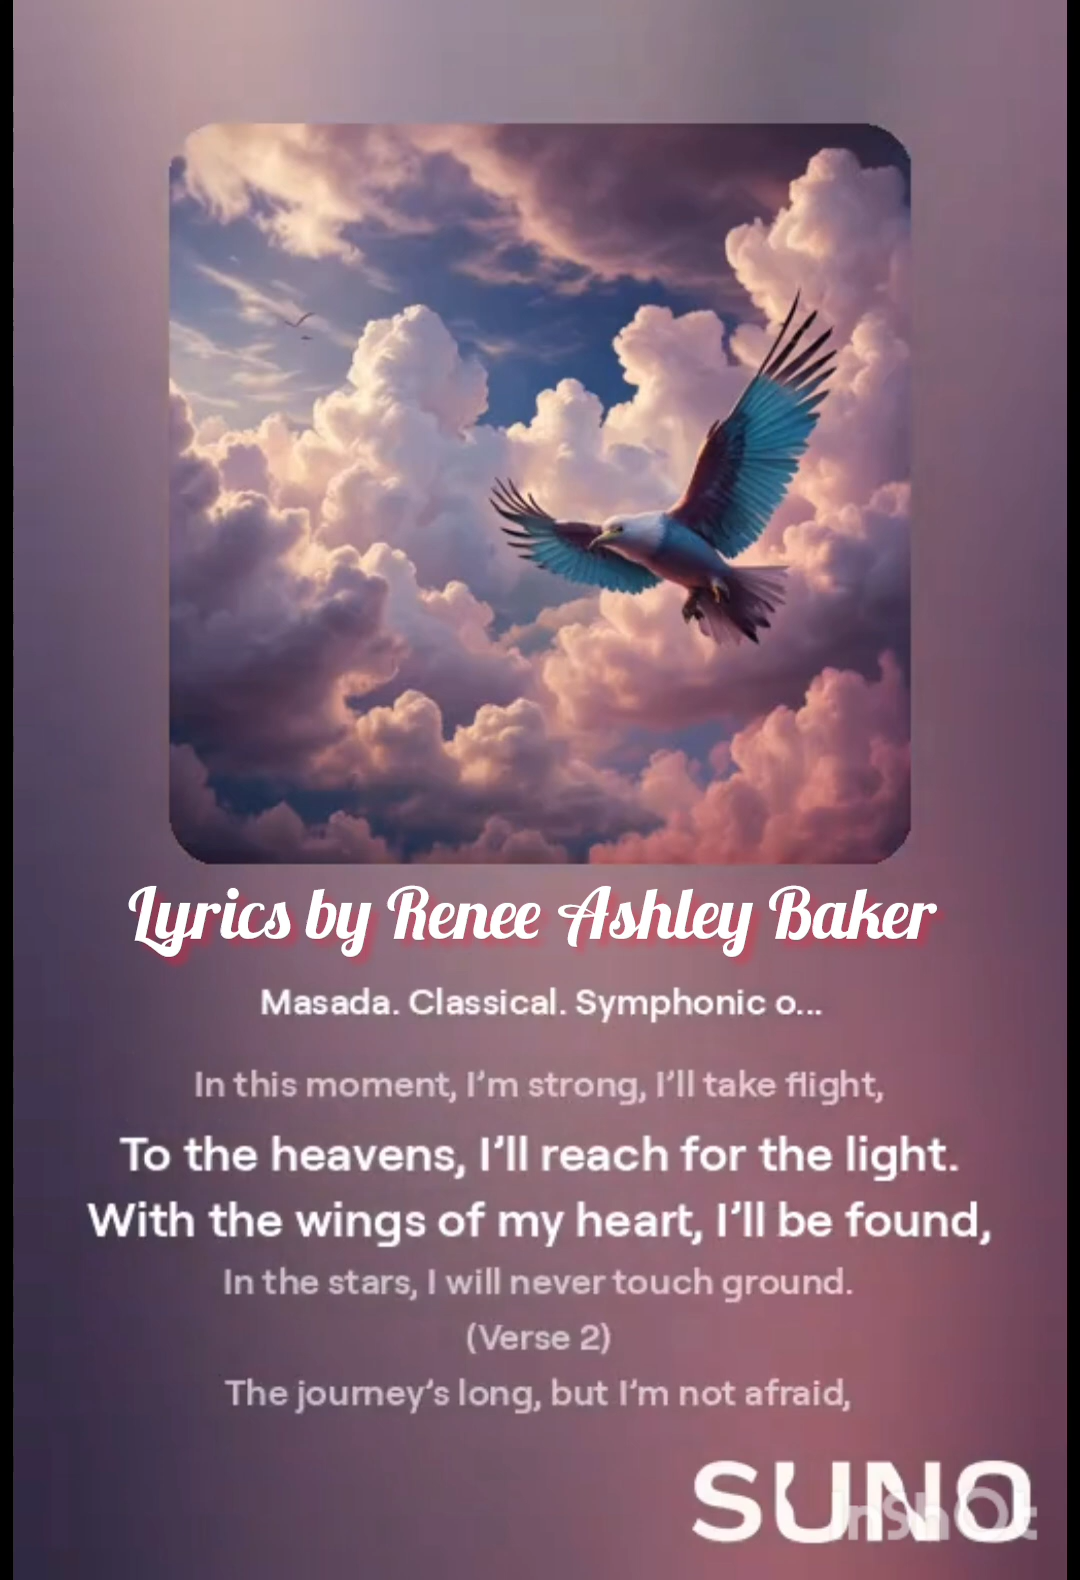 Lyrics by Renee Ashley Baker
Masada. Classical. Symphonic o...
In this moment, I’m strong, I’ll take flight,
To the heavens, I’ll reach for the light.
With the wings of my heart, I’ll be found,
In the stars, I will never touch ground.
(Verse 2)
The journey’s long, but I’m not afraid,
SUNO
InShOt